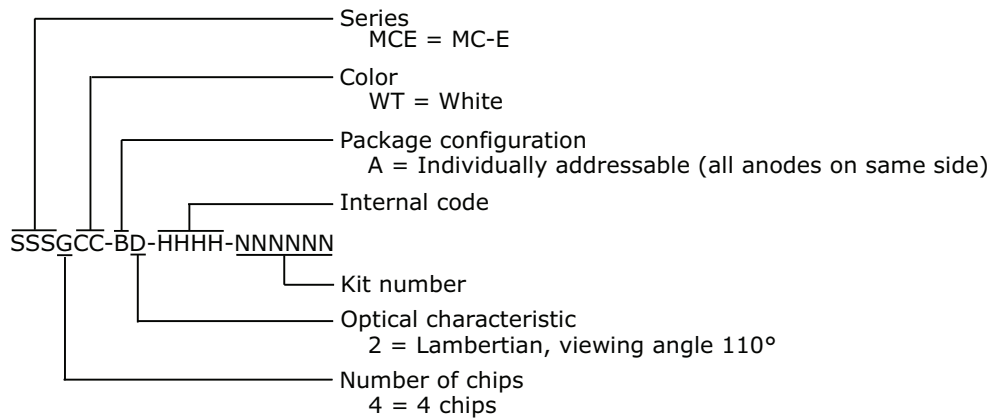 Series
MCE = MC-E
Color
WT = White
Package configuration
A = Individually addressable (all anodes on same side)
Internal code
SSSGCC-BD-HHHH-NNNNNN
Kit number
Optical characteristic
2 = Lambertian, viewing angle 110°
Number of chips
4 = 4 chips